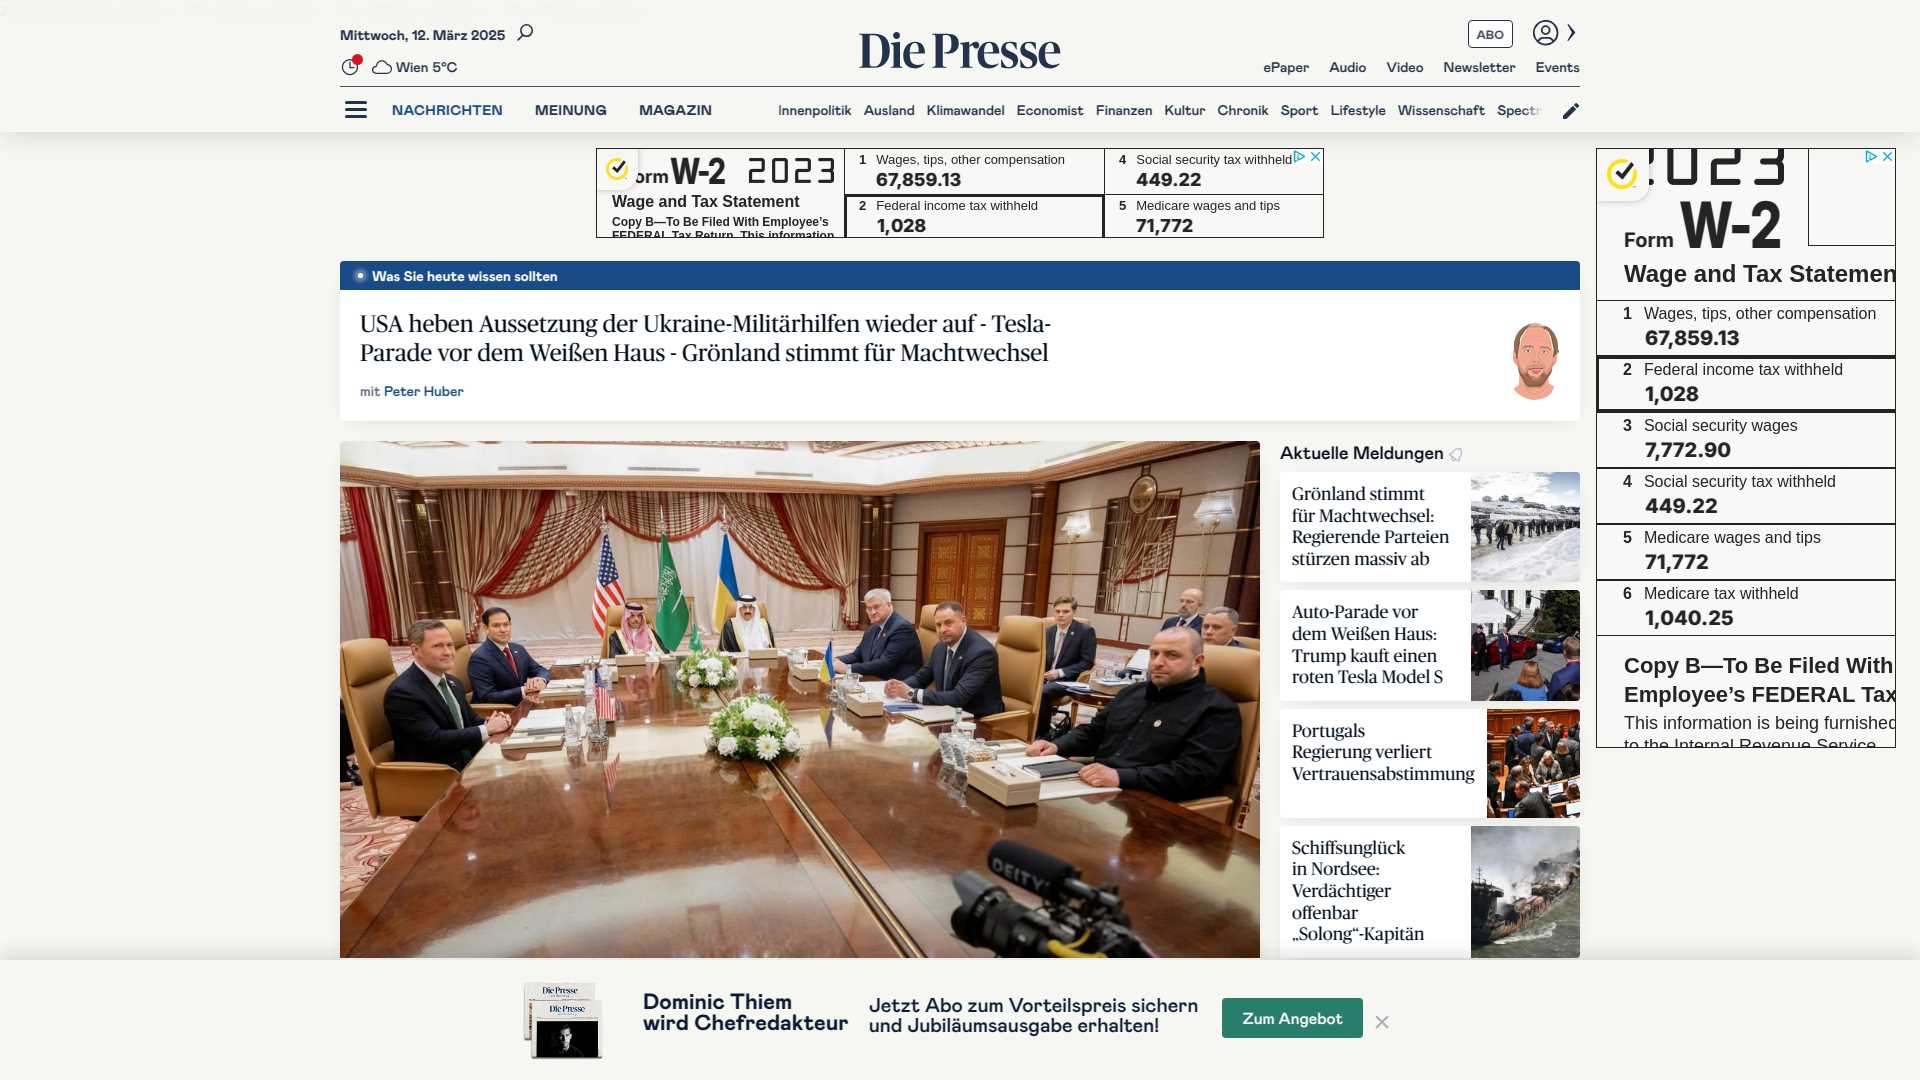 Mittwoch, 12. März 2025
Wien 5°C
Die Presse
ABO
ePaper Audio Video Newsletter Events
NACHRICHTEN MEINUNG MAGAZIN
Innenpolitik Ausland Klimawandel Economist Finanzen Kultur Chronik Sport Lifestyle Wissenschaft Spectr
orm W-2 2023
Wage and Tax Statement
Copy B—To Be Filed With Employee's
FEDERAL Tax Return. This information
1 Wages, tips, other compensation
67,859.13
2 Federal income tax withheld
1,028
4 Social security tax withheld
449.22
5 Medicare wages and tips
71,772
2023
Form W-2
Wage and Tax Statemen
1 Wages, tips, other compensation
67,859.13
2 Federal income tax withheld
1,028
3 Social security wages
7,772.90
4 Social security tax withheld
449.22
5 Medicare wages and tips
71,772
6 Medicare tax withheld
1,040.25
Copy B—To Be Filed With
Employee's FEDERAL Tax
This information is being furnished
to the Internal Revenue Service
Was Sie heute wissen sollten
USA heben Aussetzung der Ukraine-Militärhilfen wieder auf - Tesla-
Parade vor dem Weißen Haus - Grönland stimmt für Machtwechsel
mit Peter Huber
DEITY
Aktuelle Meldungen
Grönland stimmt
für Machtwechsel:
Regierende Parteien
stürzen massiv ab
Auto-Parade vor
dem Weißen Haus:
Trump kauft einen
roten Tesla Model S
Portugals
Regierung verliert
Vertrauensabstimmung
Schiffsunglück
in Nordsee:
Verdächtiger
offenbar
„Solong“-Kapitän
Die Presse
Die Presse
Dominic Thiem
wird Chefredakteur
Jetzt Abo zum Vorteilspreis sichern
und Jubiläumsausgabe erhalten!
Zum Angebot